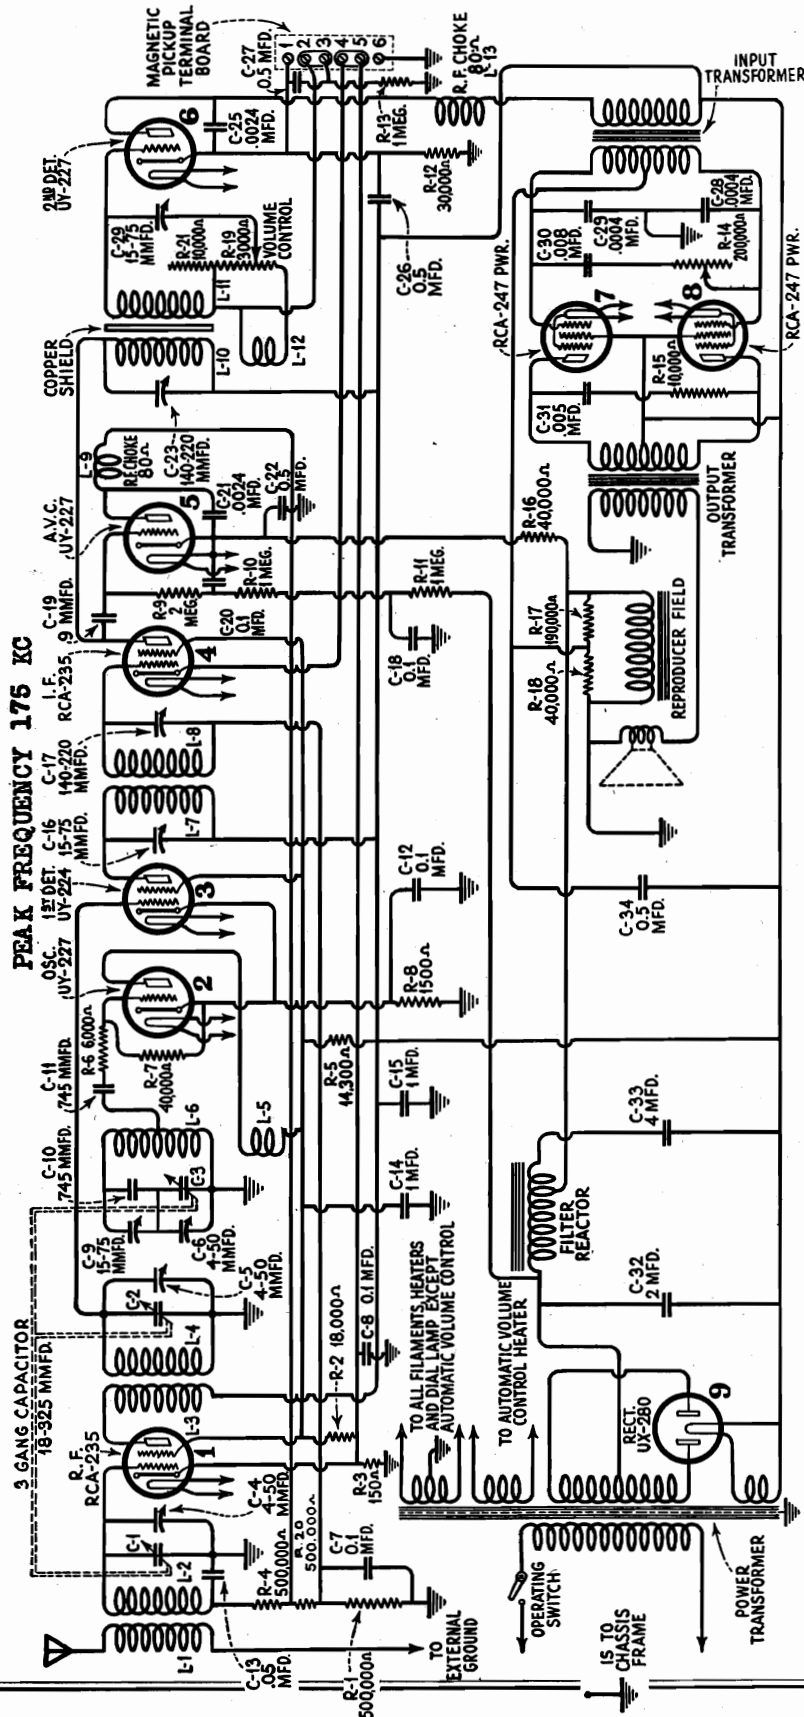 PEAK FREQUENCY 175 KC
3 GANG CAPACITOR
18-325 MMFD.
R.F.
RCA-235
1
L-1
L-2
C-1
C-4
4-50
MMFD.
L-3
C-13
.05
MFD.
R-4
500,000Ω
R.20
500.000Ω
R-1
500,000Ω
C-7
0.1
MFD.
R-3
150Ω
R-2 18,000Ω
C-8 0.1 MFD.
TO
EXTERNAL
GROUND
L-4
C-2
C-5
4-50
MMFD.
C-9
15-75
MMFD.
C-6
4-50
MMFD.
C-3
C-10
745 MMFD.
C-11
745 MMFD.
L-6
L-5
R-6 6,000Ω
R-7
40,000Ω
OSC.
UY-227
2
1ST DET.
UY-224
3
C-16
15-75
MMFD.
C-17
140-220
MMFD.
L-7
L-8
I.F.
RCA-235
4
C-19
9 MMFD.
A.V.C.
UY-227
5
R-9
2
MEG.
C-20
0.1
MFD.
R-10
1 MEG.
C-21
.0024
MFD.
C-22
0.5
MFD.
L-9
R.F. CHOKE
80Ω
C-23
140-220
MMFD.
COPPER
SHIELD
L-10
L-11
L-12
C-29
15-75
MMFD.
R-21
10,000Ω
R-19
3000Ω
VOLUME
CONTROL
2ND DET.
UY-227
6
C-25
.0024
MFD.
MAGNETIC
PICKUP
TERMINAL
BOARD
C-27
0.5 MFD.
1
2
3
4
5
6
R-13
1 MEG.
R.F. CHOKE
80Ω
L-13
R-12
30,000Ω
C-26
0.5
MFD.
R-11
1 MEG.
C-18
0.1
MFD.
C-12
0.1
MFD.
R-8
1500Ω
R-5
14,300Ω
C-15
1 MFD.
C-14
1 MFD.
TO ALL FILAMENTS, HEATERS
AND DIAL LAMP EXCEPT
AUTOMATIC VOLUME CONTROL
TO AUTOMATIC VOLUME
CONTROL HEATER
INPUT
TRANSFORMER
C-28
.0004
MFD.
C-29
.0004
MFD.
C-30
.008
MFD.
R-14
200,000Ω
RCA-247 PWR.
7
8
RCA-247 PWR.
R-15
10,000Ω
C-31
.005
MFD.
OUTPUT
TRANSFORMER
R-16
40,000Ω
R-17
190,000Ω
R-18
40,000Ω
REPRODUCER FIELD
C-34
0.5
MFD.
C-33
4 MFD.
FILTER
REACTOR
C-32
2 MFD.
RECT.
UX-280
9
OPERATING
SWITCH
POWER
TRANSFORMER
IS TO
CHASSIS
FRAME